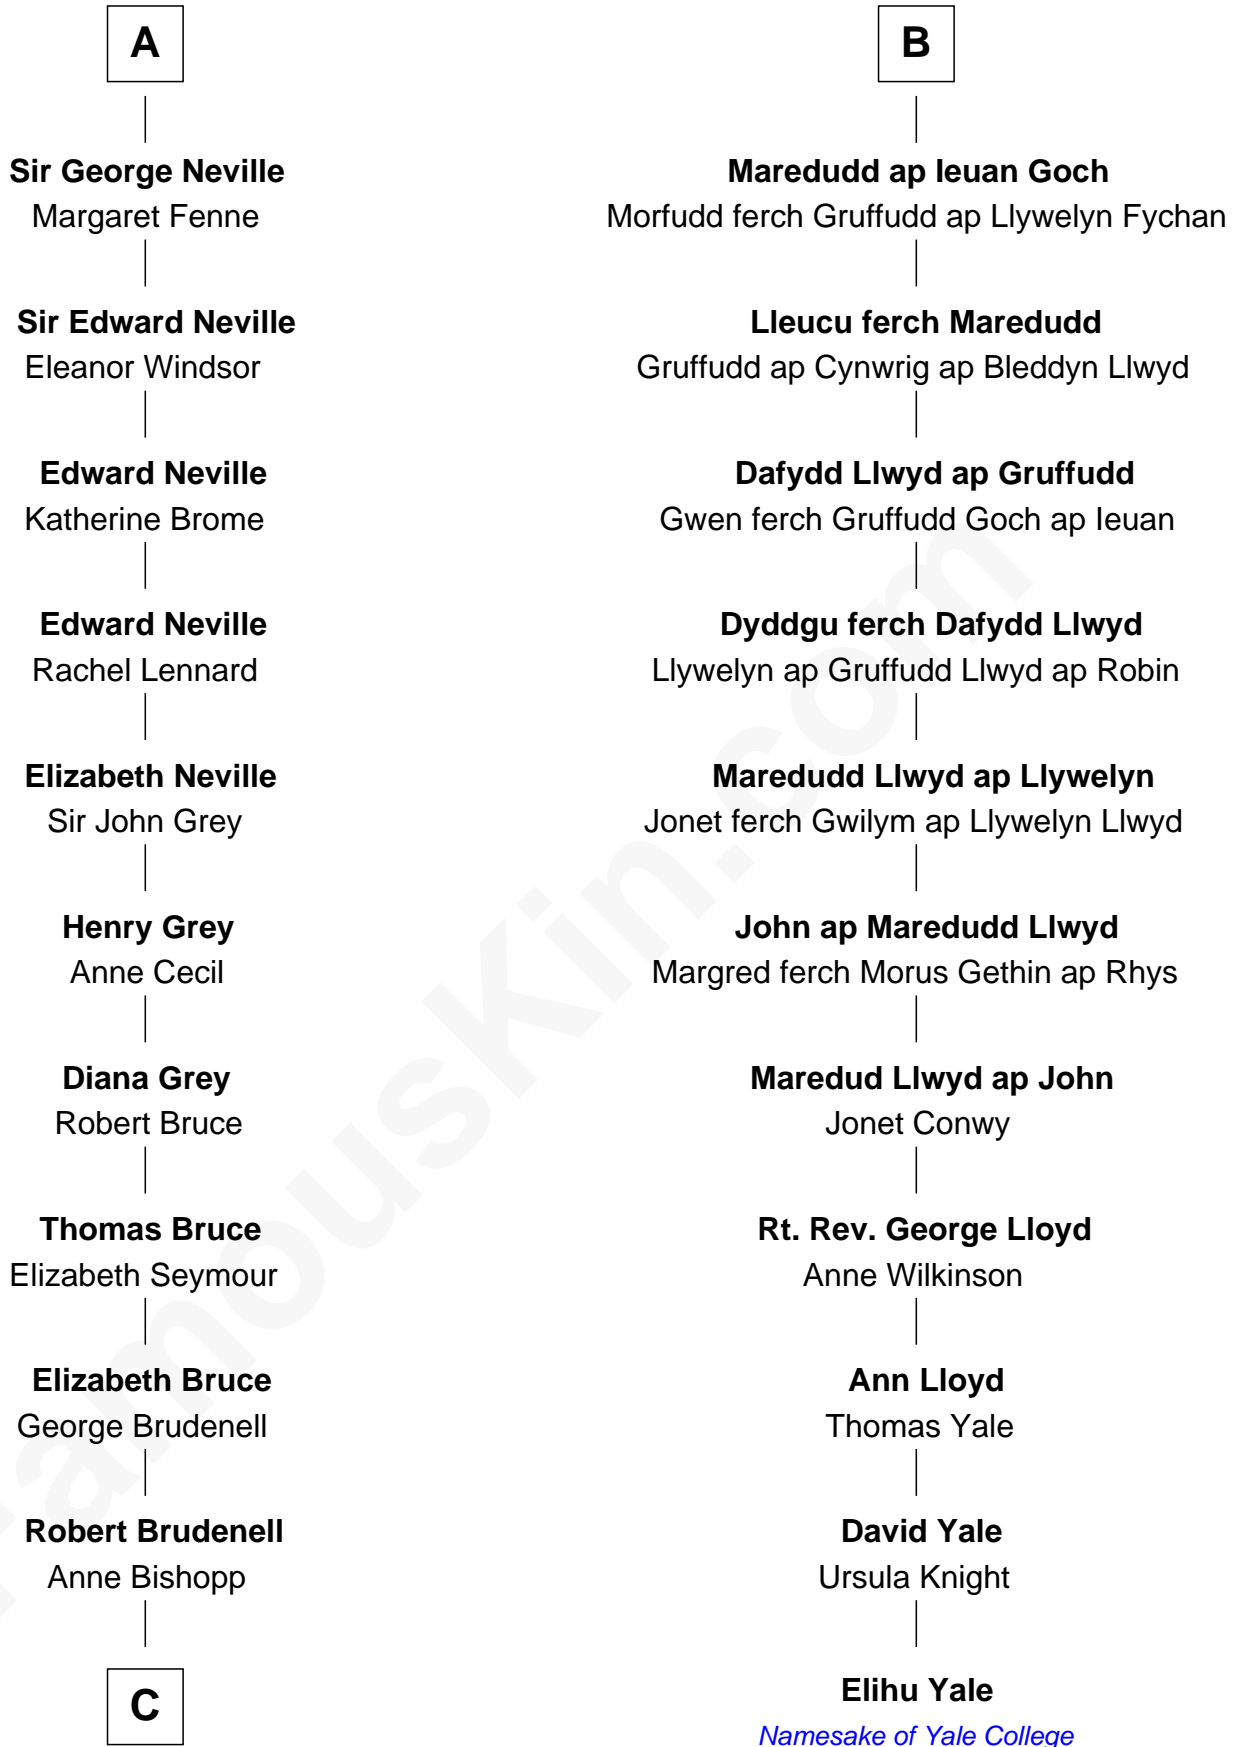 A
Sir George Neville
Margaret Fenne
Sir Edward Neville
Eleanor Windsor
Edward Neville
Katherine Brome
Edward Neville
Rachel Lennard
Elizabeth Neville
Sir John Grey
Henry Grey
Anne Cecil
Diana Grey
Robert Bruce
Thomas Bruce
Elizabeth Seymour
Elizabeth Bruce
George Brudenell
Robert Brudenell
Anne Bishopp
C
B
Maredudd ap Ieuan Goch
Morfudd ferch Gruffudd ap Llywelyn Fychan
Lleucu ferch Maredudd
Gruffudd ap Cynwrig ap Bleddyn Llwyd
Dafydd Llwyd ap Gruffudd
Gwen ferch Gruffudd Goch ap Ieuan
Dyddgu ferch Dafydd Llwyd
Llywelyn ap Gruffudd Llwyd ap Robin
Maredudd Llwyd ap Llywelyn
Jonet ferch Gwilym ap Llywelyn Llwyd
John ap Maredudd Llwyd
Margred ferch Morus Gethin ap Rhys
Maredud Llwyd ap John
Jonet Conwy
Rt. Rev. George Lloyd
Anne Wilkinson
Ann Lloyd
Thomas Yale
David Yale
Ursula Knight
Elihu Yale
Namesake of Yale College
FamousKin.com